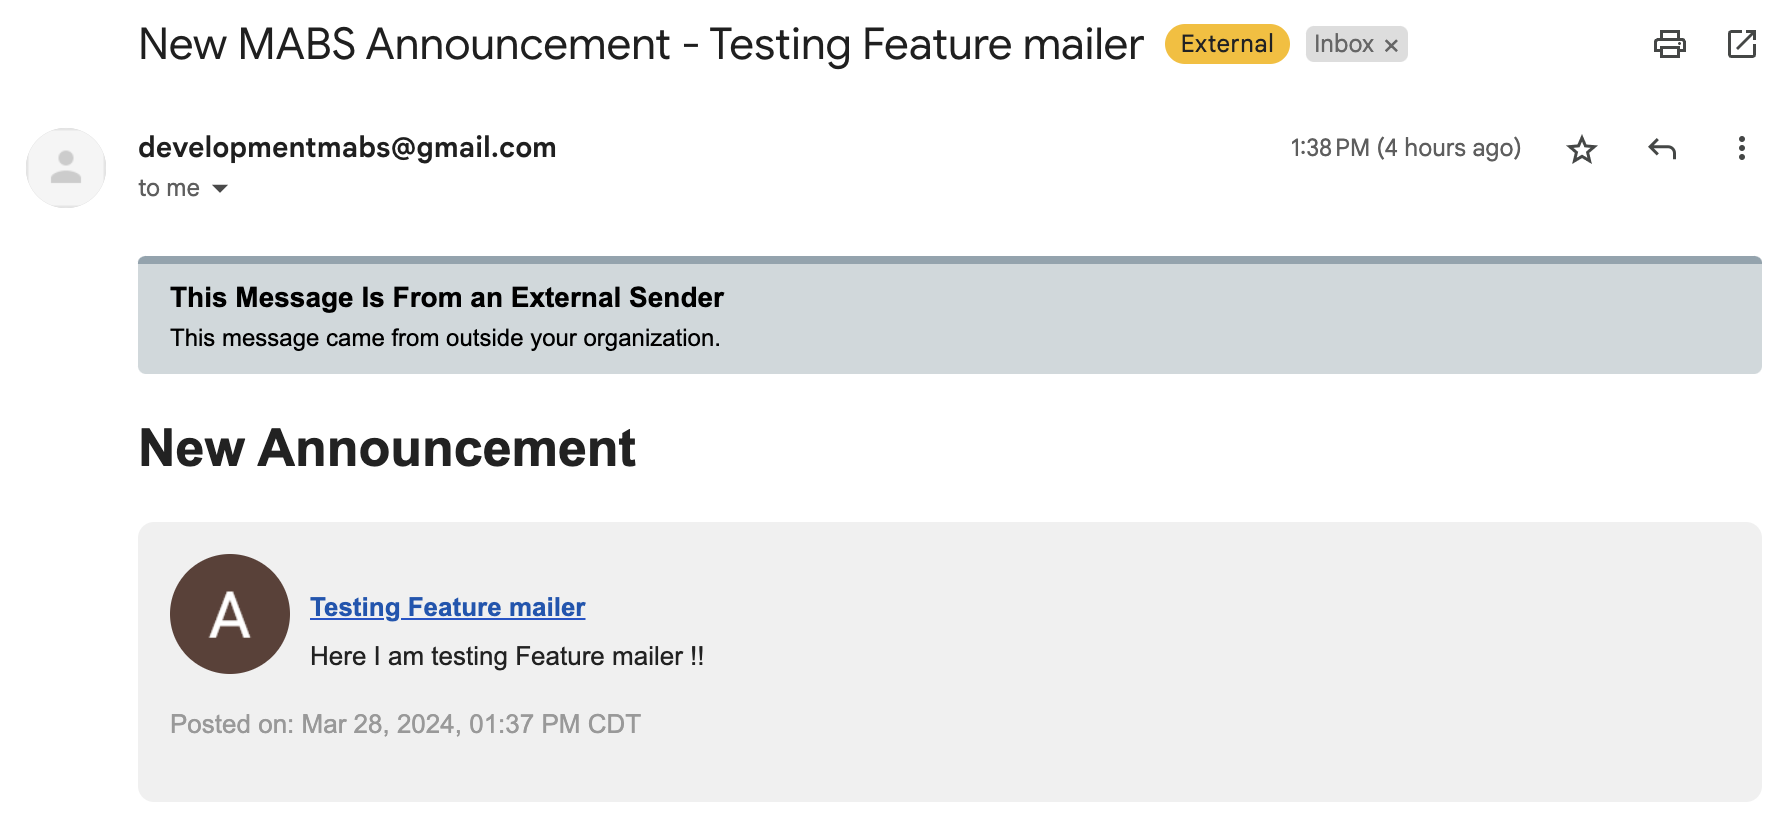 New MABS Announcement - Testing Feature mailer External Inbox ×
developmentmabs@gmail.com 1:38 PM (4 hours ago)
to me
This Message Is From an External Sender
This message came from outside your organization.
New Announcement
A
Testing Feature mailer
Here I am testing Feature mailer !!
Posted on: Mar 28, 2024, 01:37 PM CDT